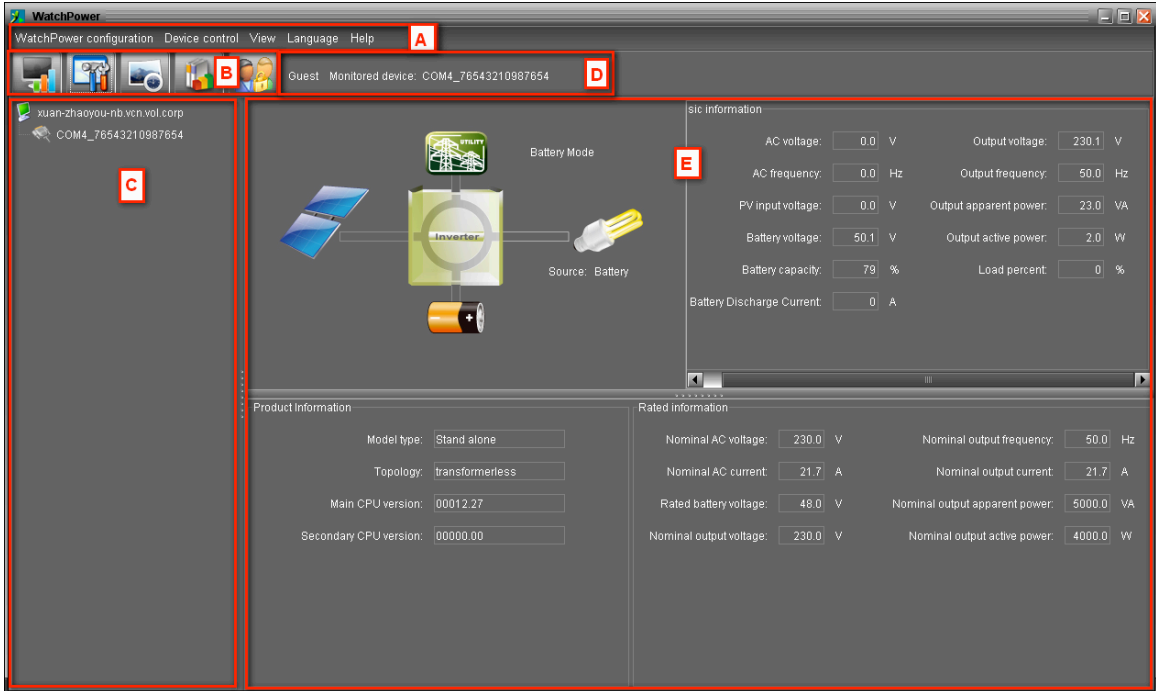 WatchPower
WatchPower configuration Device control View Language Help
A
B
Guest Monitored device: COM4_76543210987654
D
xuan-zhaoyou-nb.vcn.vol.corp
COM4_76543210987654
C
UTILITY
Battery Mode
Inverter
Source: Battery
E
sic information
AC voltage: 0.0 V Output voltage: 230.1 V
AC frequency: 0.0 Hz Output frequency: 50.0 Hz
PV input voltage: 0.0 V Output apparent power: 23.0 VA
Battery voltage: 50.1 V Output active power: 2.0 W
Battery capacity: 79 % Load percent: 0 %
Battery Discharge Current: 0 A
Product Information
Model type: Stand alone
Topology: transformerless
Main CPU version: 00012.27
Secondary CPU version: 00000.00
Rated information
Nominal AC voltage: 230.0 V Nominal output frequency: 50.0 Hz
Nominal AC current: 21.7 A Nominal output current: 21.7 A
Rated battery voltage: 48.0 V Nominal output apparent power: 5000.0 VA
Nominal output voltage: 230.0 V Nominal output active power: 4000.0 W